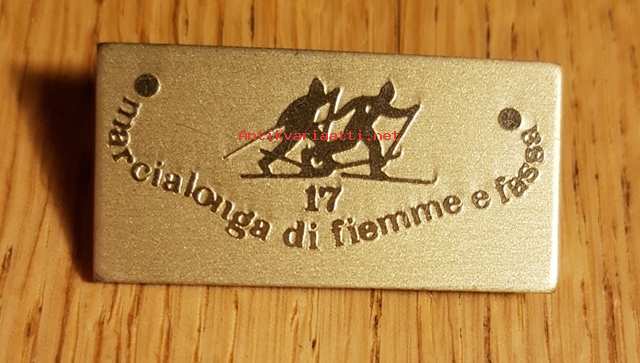 Antikvariaatti.net
17
marcialonga di fiemme e fassa